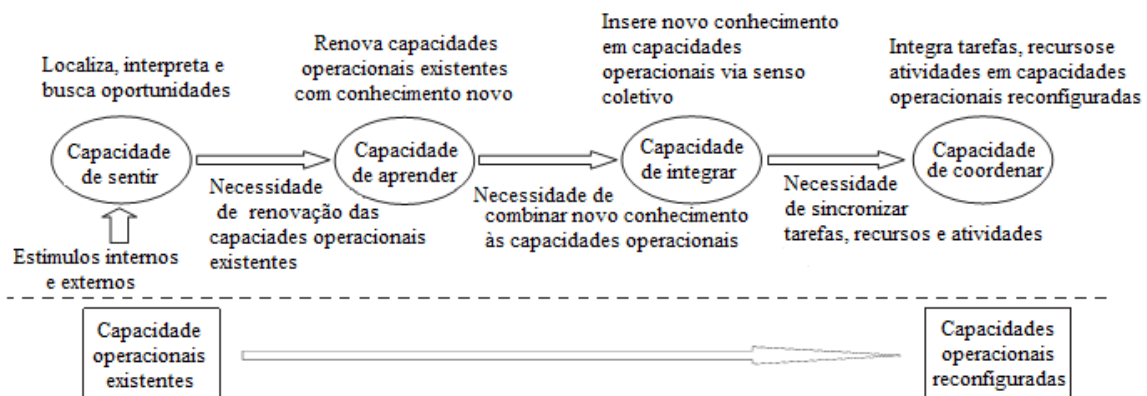 Localiza, interpreta e
busca oportunidades
Renova capacidades
operacionais existentes
com conhecimento novo
Insere novo conhecimento
em capacidades
operacionais via senso
coletivo
Integra tarefas, recursose
atividades em capacidades
operacionais reconfiguradas
Capacidade
de sentir
Capacidade
de aprender
Capacidade
de integrar
Capacidade
de coordenar
Necessidade
de renovação das
capaciades operacionais
existentes
Necessidade de
combinar novo conhecimento
às capacidades operacionais
Necessidade
de sincronizar
tarefas, recursos e atividades
Estímulos internos
e externos
Capacidade
operacionais
existentes
Capacidades
operacionais
reconfiguradas